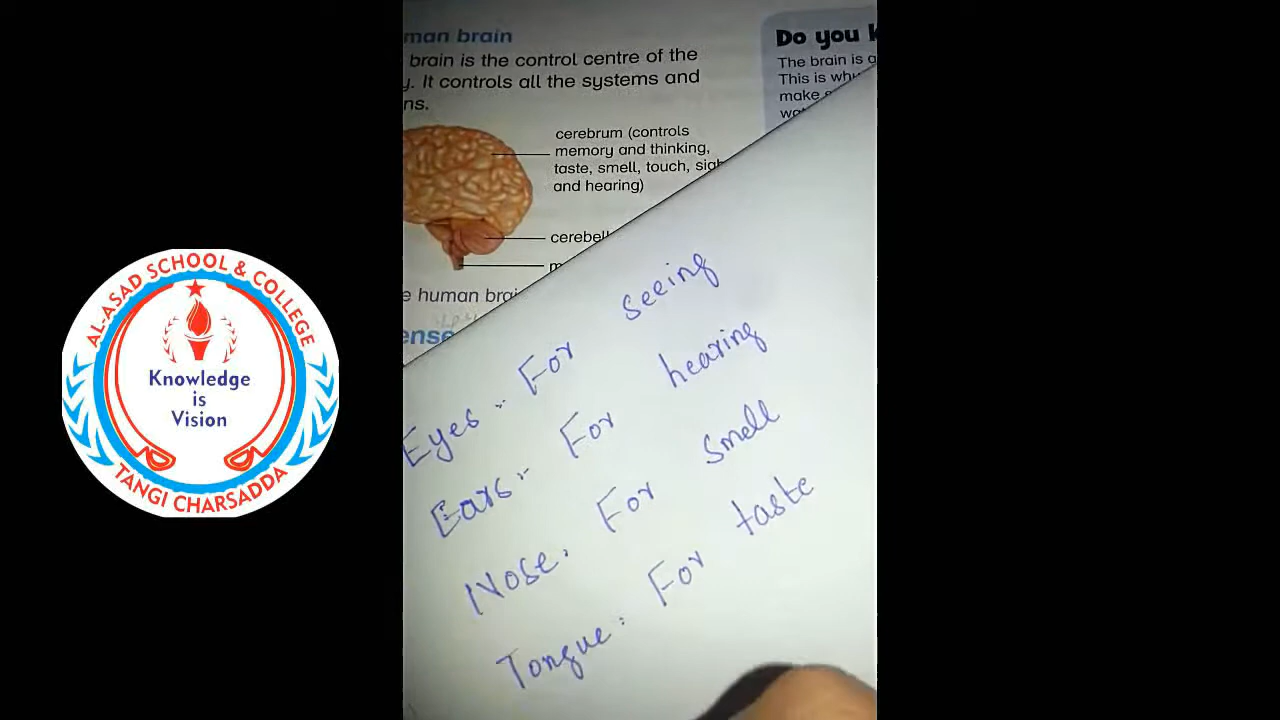 AL-ASAD SCHOOL & COLLEGE
Knowledge
is
Vision
TANGI CHARSADDA
man brain
brain is the control centre of the
y. It controls all the systems and
ns.
cerebrum (controls
memory and thinking,
taste, smell, touch,
and hearing)
cerebell
m
e human brai
ense
Do you k
The brain is a
This is why
make
wa
Eyes :- For seeing
Ears :- For hearing
Nose : For smell
Tongue : For taste